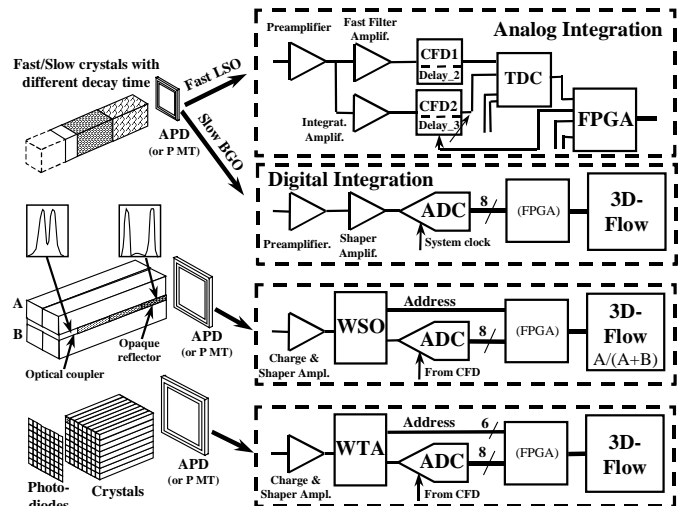 Fast/Slow crystals with
different decay time
Fast LSO
Slow BGO
APD
(or P MT)
Analog Integration
Preamplifier
Fast Filter
Amplif.
CFD1
Delay_2
TDC
Integrat.
Amplif.
CFD2
Delay_3
FPGA
Digital Integration
Preamplifier.
Shaper
Amplif.
ADC
System clock
8
(FPGA)
3D-
Flow
A
B
Optical coupler
Opaque
reflector
APD
(or P MT)
Charge &
Shaper Ampl.
WSO
Address
ADC
8
From CFD
(FPGA)
3D-
Flow
A/(A+B)
Photo-
diodes
Crystals
APD
(or P MT)
Charge &
Shaper Ampl.
WTA
Address
6
ADC
8
From CFD
(FPGA)
3D-
Flow